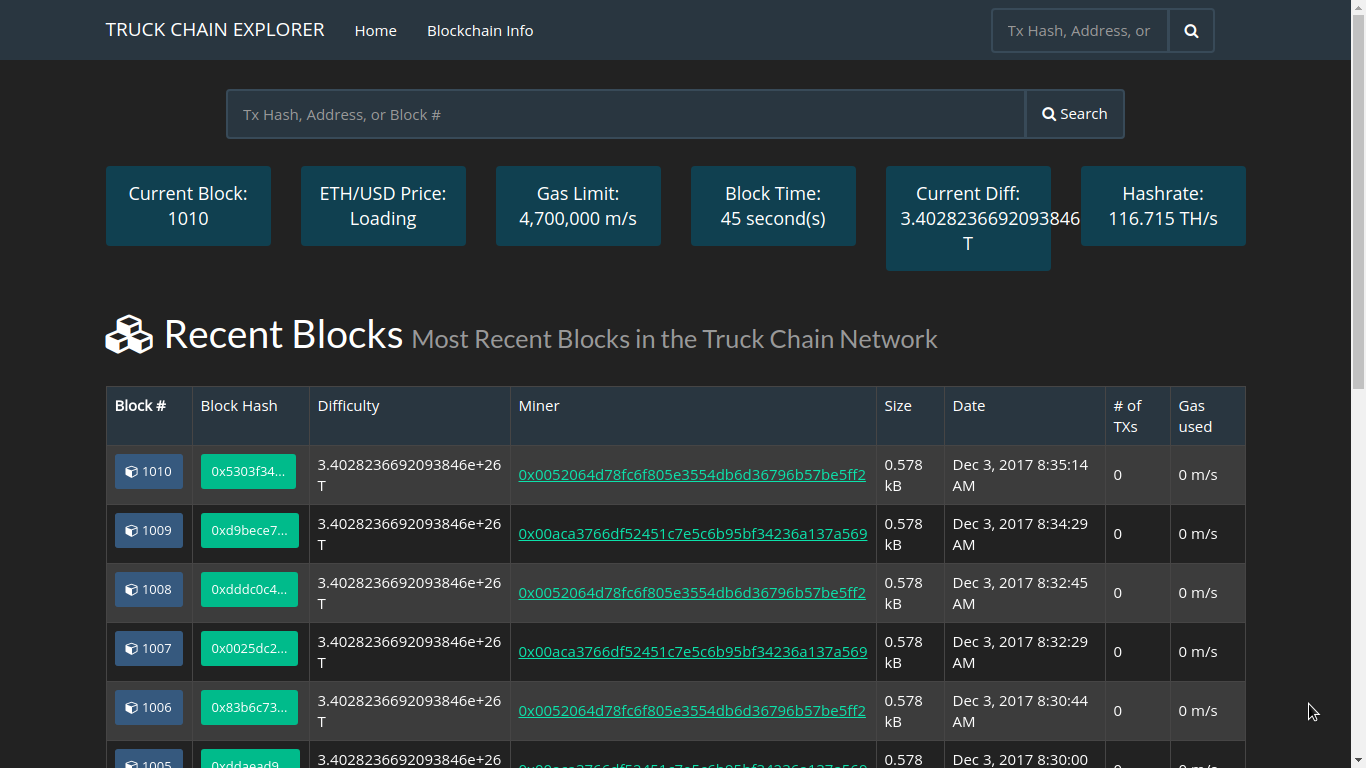 TRUCK CHAIN EXPLORER Home Blockchain Info Tx Hash, Address, or
Tx Hash, Address, or Block # Search
Current Block: ETH/USD Price: Gas Limit: Block Time: Current Diff: Hashrate:
1010 Loading 4,700,000 m/s 45 second(s) 3.4028236692093846 116.715 TH/s
T
Recent Blocks Most Recent Blocks in the Truck Chain Network
Block # Block Hash Difficulty Miner Size Date # of Gas
TXs used
1010 0x5303f34... 3.4028236692093846e+26 0x0052064d78fc6f805e3554db6d36796b57be5ff2 0.578 Dec 3, 2017 8:35:14 0 0 m/s
T kB AM
1009 0xd9bece7... 3.4028236692093846e+26 0x00aca3766df52451c7e5c6b95bf34236a137a569 0.578 Dec 3, 2017 8:34:29 0 0 m/s
T kB AM
1008 0xdddc0c4... 3.4028236692093846e+26 0x0052064d78fc6f805e3554db6d36796b57be5ff2 0.578 Dec 3, 2017 8:32:45 0 0 m/s
T kB AM
1007 0x0025dc2... 3.4028236692093846e+26 0x00aca3766df52451c7e5c6b95bf34236a137a569 0.578 Dec 3, 2017 8:32:29 0 0 m/s
T kB AM
1006 0x83b6c73... 3.4028236692093846e+26 0x0052064d78fc6f805e3554db6d36796b57be5ff2 0.578 Dec 3, 2017 8:30:44 0 0 m/s
T kB AM
1005 0xddaead9... 3.4028236692093846e+26 0.578 Dec 3, 2017 8:30:00